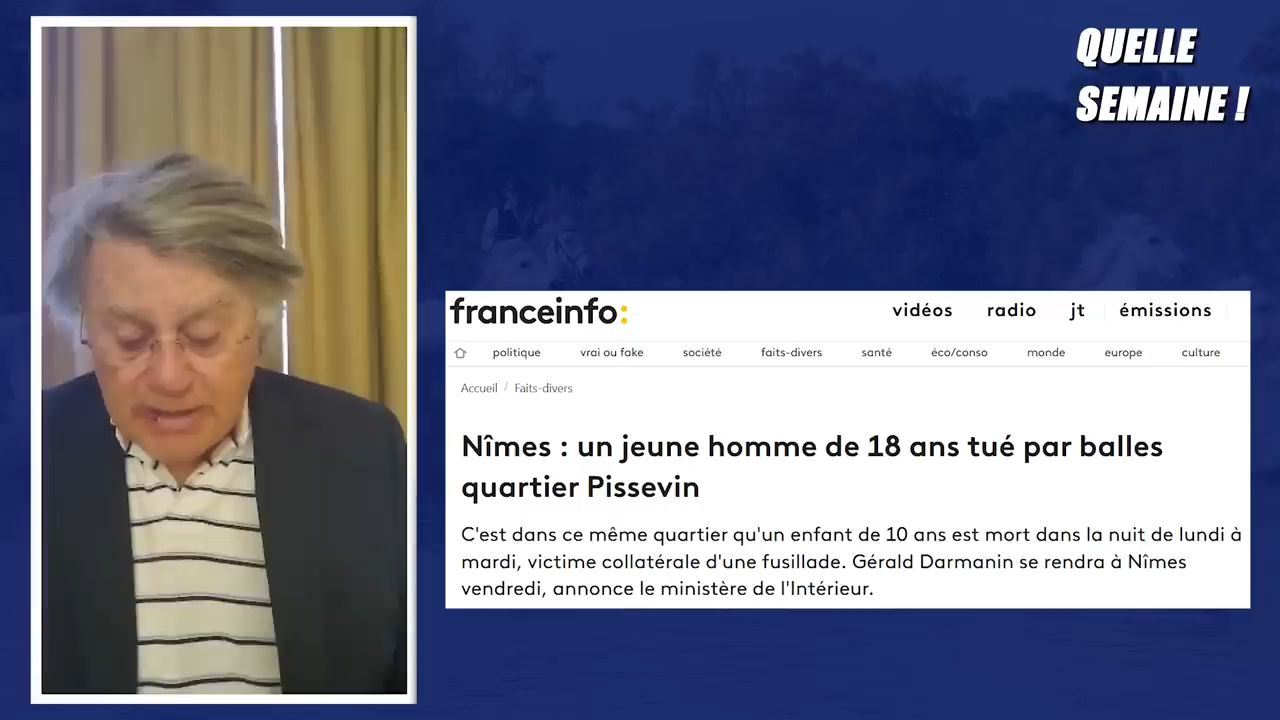 QUELLE
SEMAINE !
franceinfo:
vidéos radio jt émissions
politique vrai ou fake société faits-divers santé éco/conso monde europe culture
Accueil / Faits-divers
Nîmes : un jeune homme de 18 ans tué par balles
quartier Pissevin
C'est dans ce même quartier qu'un enfant de 10 ans est mort dans la nuit de lundi à
mardi, victime collatérale d'une fusillade. Gérald Darmanin se rendra à Nîmes
vendredi, annonce le ministère de l'Intérieur.